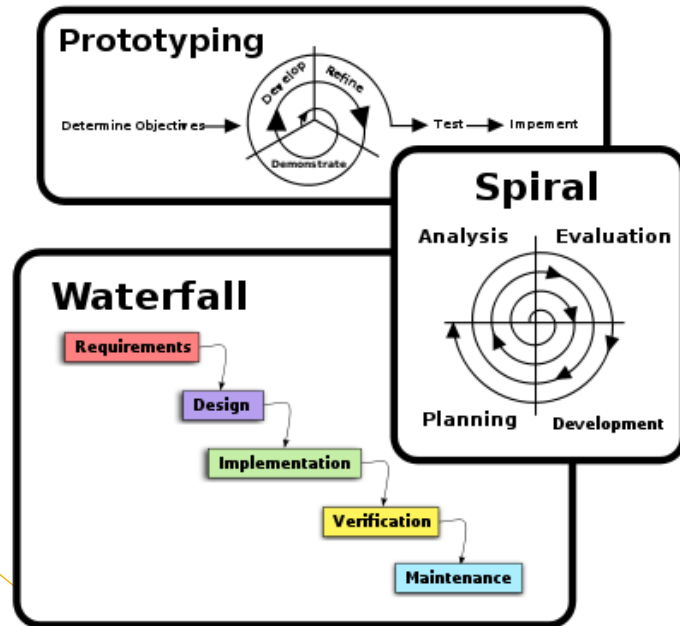 Prototyping
Develop
Refine
Demonstrate
Determine Objectives
Test
Impement
Spiral
Analysis
Evaluation
Planning
Development
Waterfall
Requirements
Design
Implementation
Verification
Maintenance